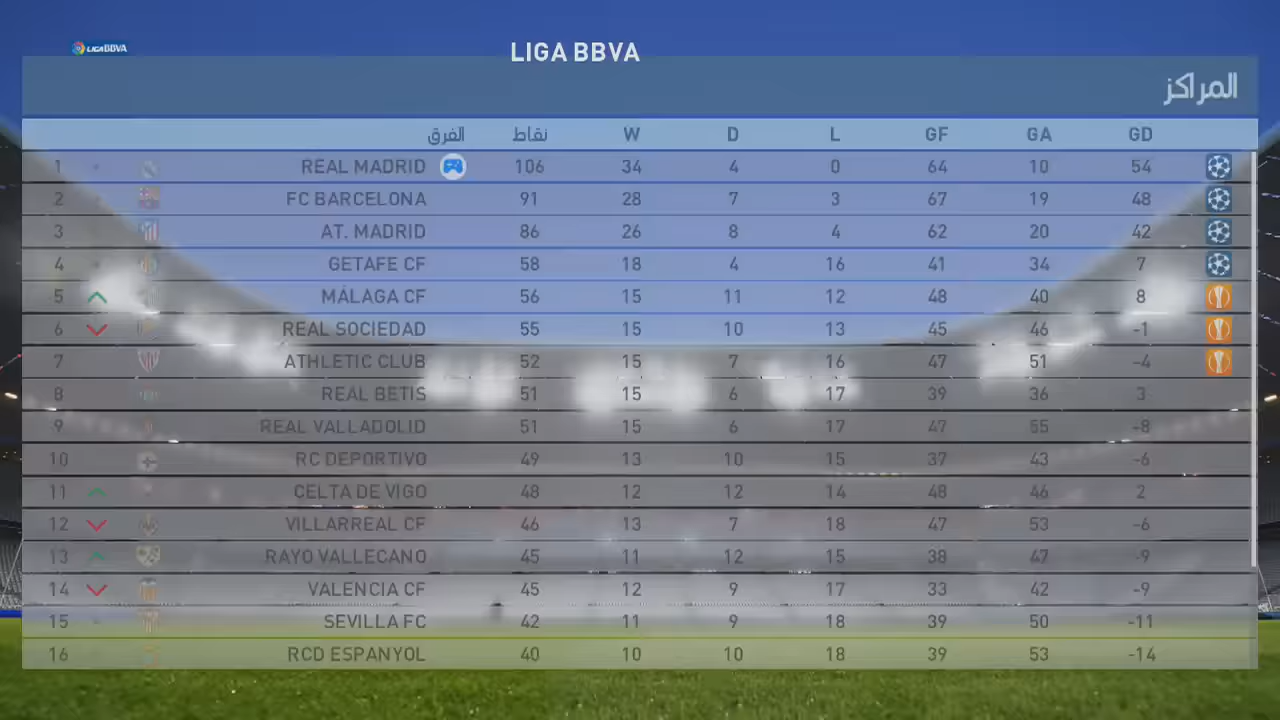 LIGA BBVA
LIGA BBVA
المراكز
الفرق نقاط W D L GF GA GD
1 REAL MADRID 106 34 4 0 64 10 54
2 FC BARCELONA 91 28 7 3 67 19 48
3 AT. MADRID 86 26 8 4 62 20 42
4 GETAFE CF 58 18 4 16 41 34 7
5 MÁLAGA CF 56 15 11 12 48 40 8
6 REAL SOCIEDAD 55 15 10 13 45 46 -1
7 ATHLETIC CLUB 52 15 7 16 47 51 -4
8 REAL BETIS 51 15 6 17 39 36 3
9 REAL VALLADOLID 51 15 6 17 47 55 -8
10 RC DEPORTIVO 49 13 10 15 37 43 -6
11 CELTA DE VIGO 48 12 12 14 48 46 2
12 VILLARREAL CF 46 13 7 18 47 53 -6
13 RAYO VALLECANO 45 11 12 15 38 47 -9
14 VALENCIA CF 45 12 9 17 33 42 -9
15 SEVILLA FC 42 11 9 18 39 50 -11
16 RCD ESPANYOL 40 10 10 18 39 53 -14